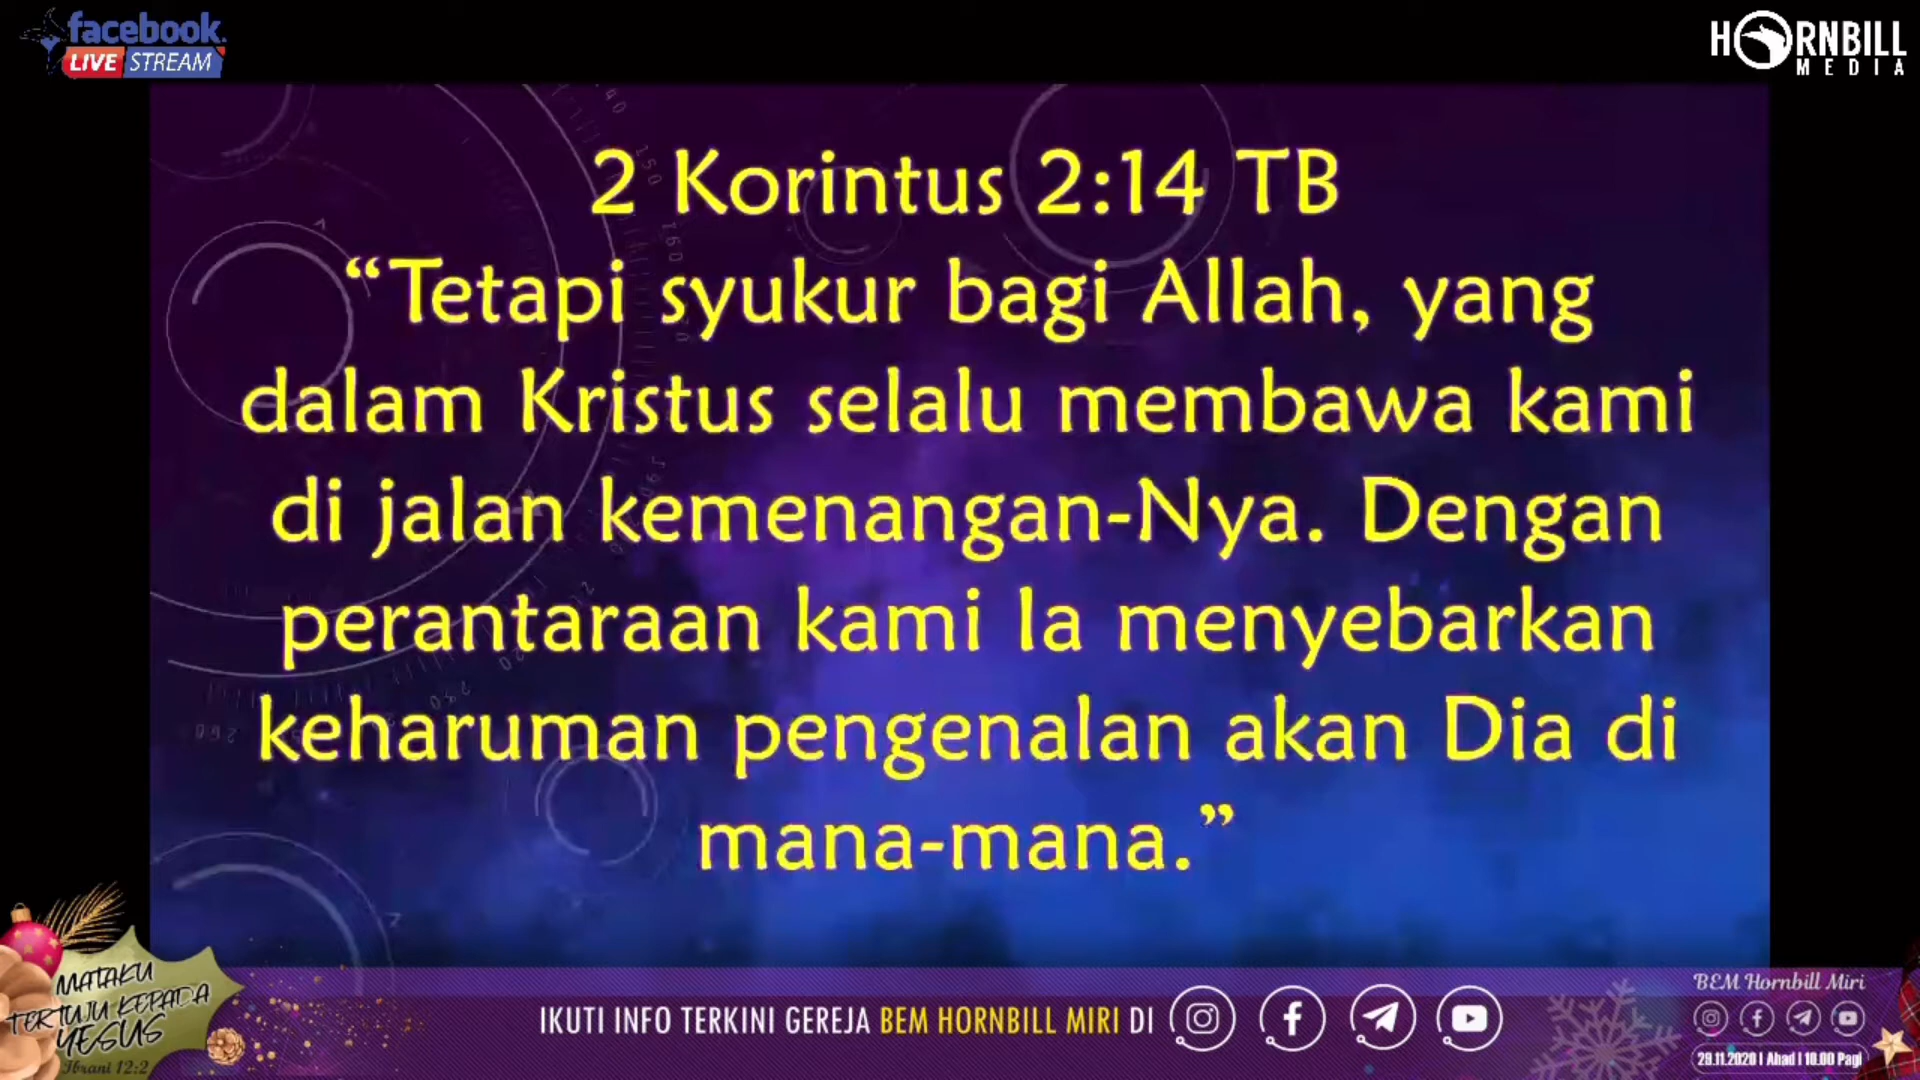 facebook.
LIVE STREAM
HORNBILL
MEDIA
2 Korintus 2:14 TB
“Tetapi syukur bagi Allah, yang
dalam Kristus selalu membawa kami
di jalan kemenangan-Nya. Dengan
perantaraan kami Ia menyebarkan
keharuman pengenalan akan Dia di
mana-mana.”
MATAKU
TERTUJU KEPADA
YESUS
Ibrani 12:2
IKUTI INFO TERKINI GEREJA BEM HORNBILL MIRI DI
BEM Hornbill Miri
29.11.2020 | Ahad | 10.00 Pagi